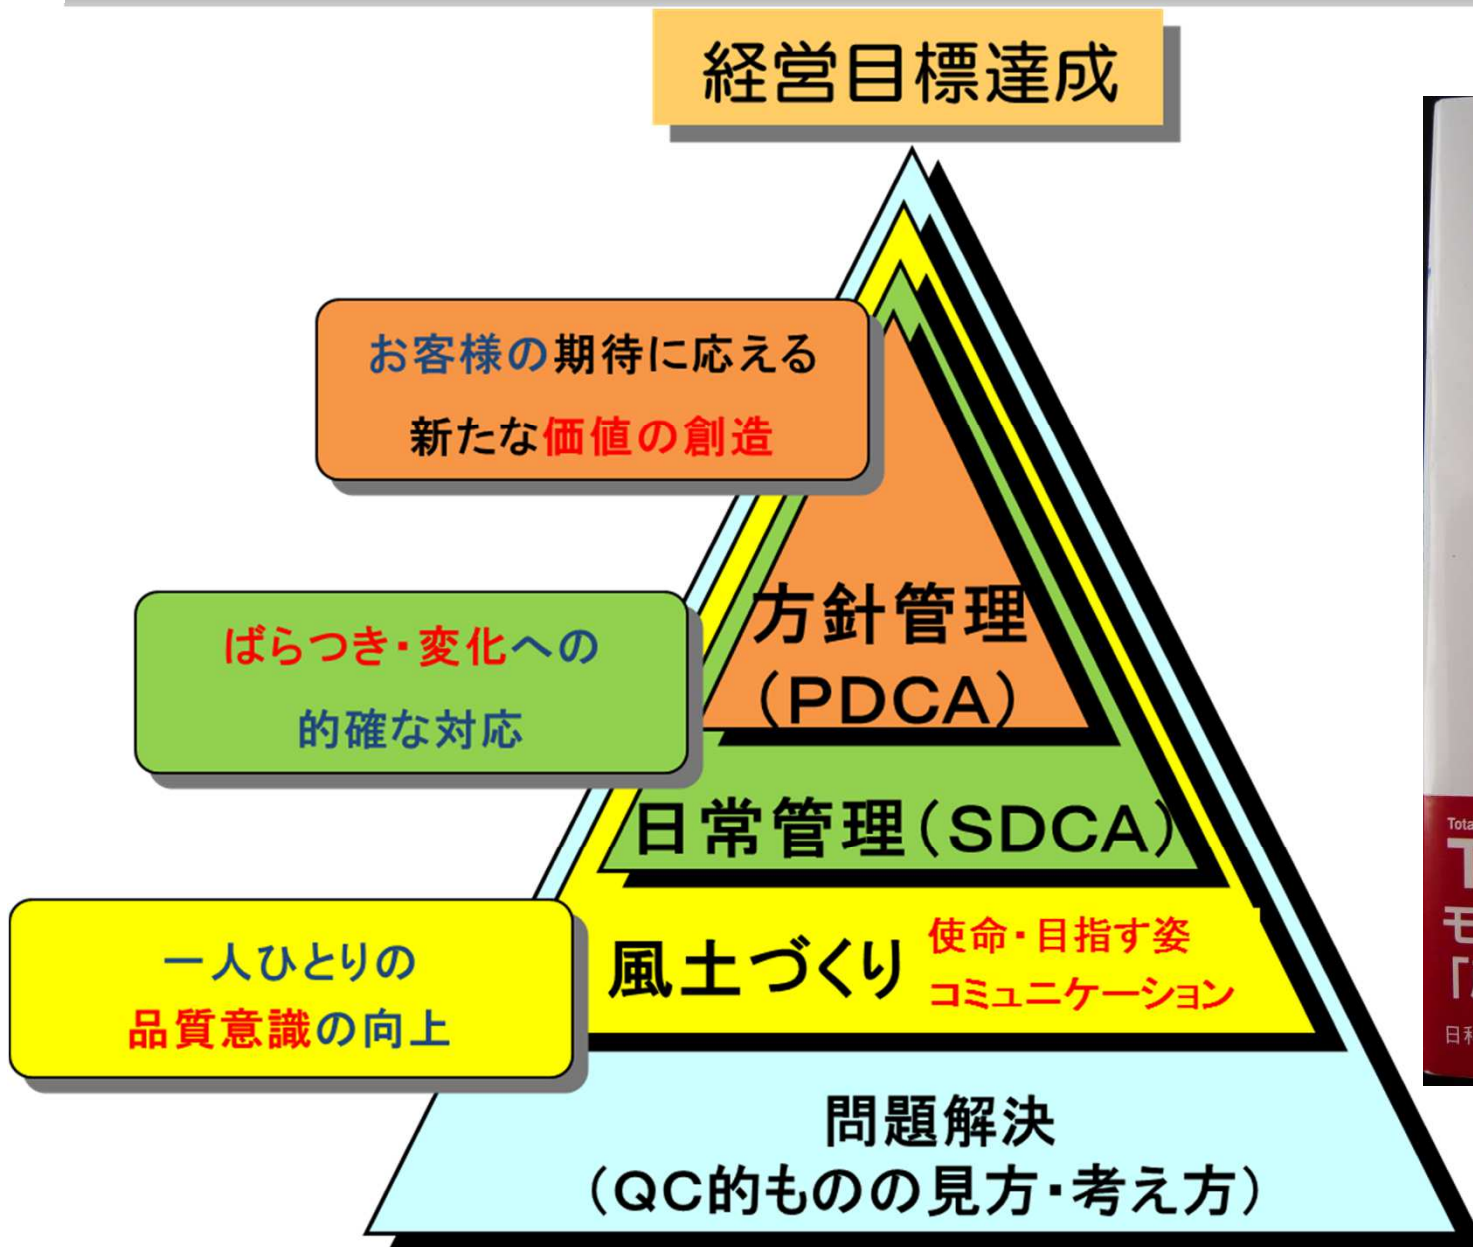 経営目標達成
お客様の期待に応える
新たな価値の創造
方針管理
（PDCA）
ばらつき・変化への
的確な対応
日常管理（SDCA）
一人ひとりの
品質意識の向上
風土づくり
使命・目指す姿
コミュニケーション
問題解決
（QC的ものの見方・考え方）